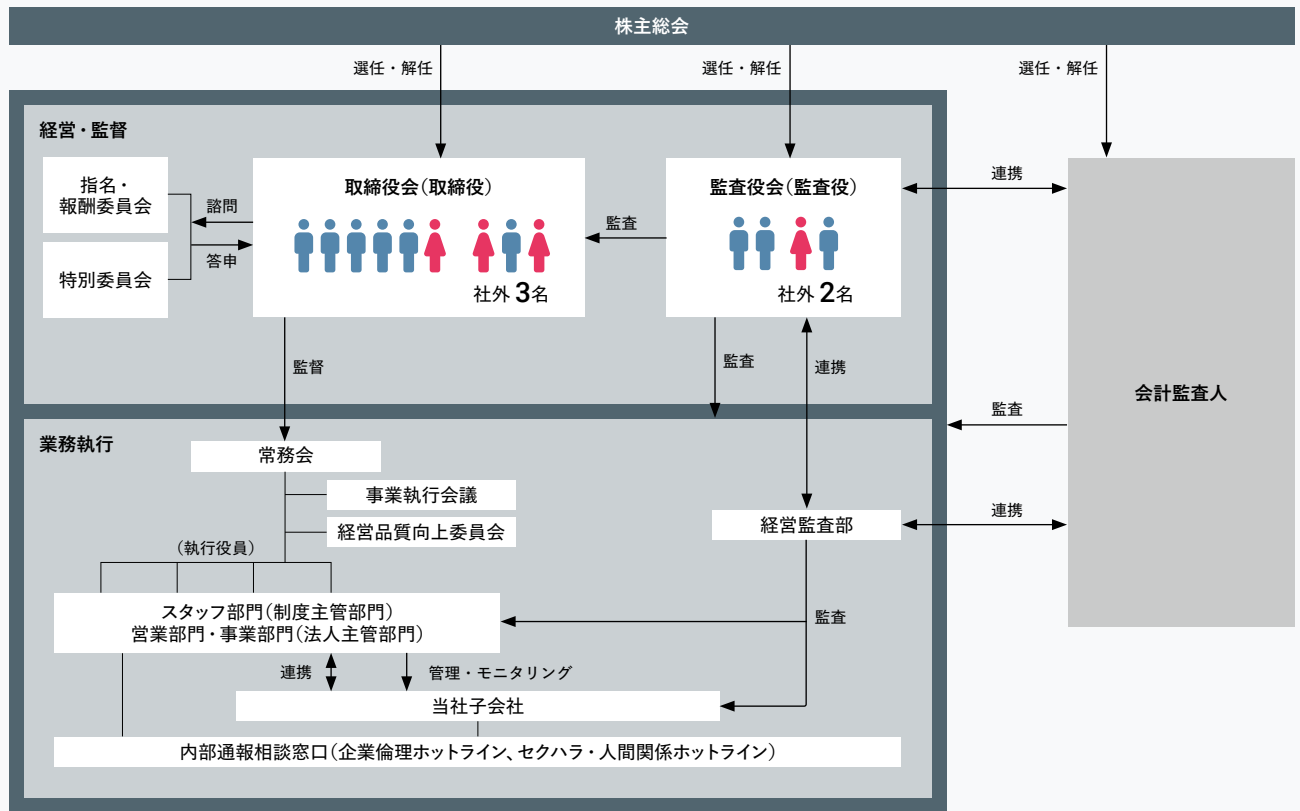 株主総会
選任・解任
選任・解任
選任・解任
経営・監督
指名・
報酬委員会
特別委員会
諮問
答申
取締役会(取締役)
社外 3名
監査
監査役会(監査役)
社外 2名
連携
監督
監査
連携
会計監査人
監査
業務執行
常務会
事業執行会議
経営品質向上委員会
(執行役員)
経営監査部
連携
スタッフ部門(制度主管部門)
営業部門・事業部門(法人主管部門)
監査
連携
管理・モニタリング
当社子会社
内部通報相談窓口(企業倫理ホットライン、セクハラ・人間関係ホットライン)